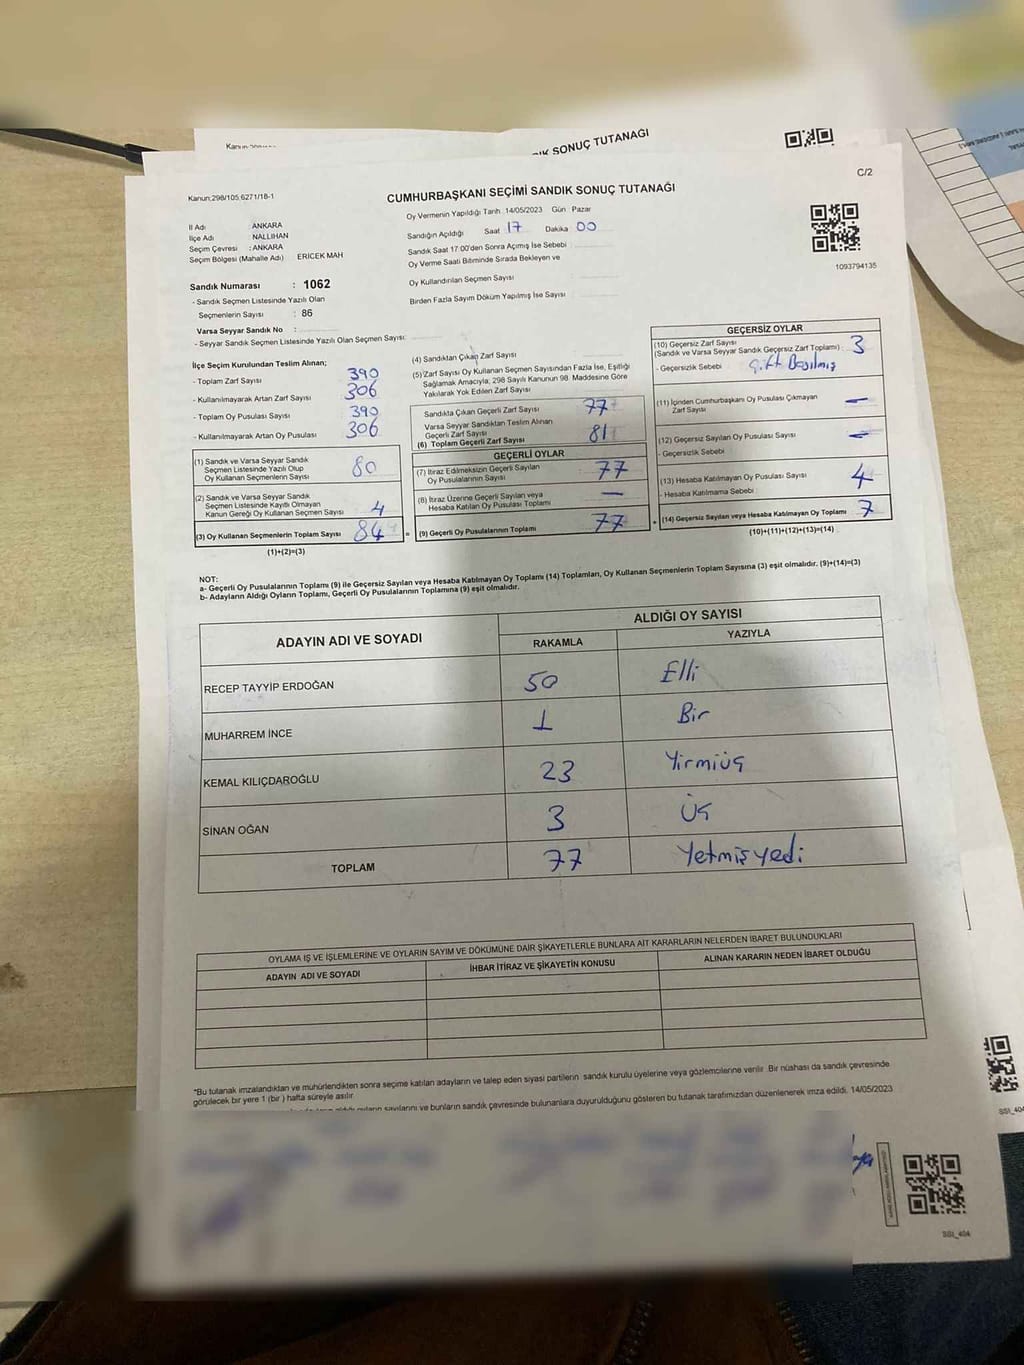 SONUÇ TUTANAĞI
C/2
Kanun:298/105.6271/18-1
CUMHURBAŞKANI SEÇİMİ SANDIK SONUÇ TUTANAĞI
İl Adı : ANKARA
İlçe Adı : NALLIHAN
Seçim Çevresi : ANKARA
Seçim Bölgesi (Mahalle Adı) ERİCEK MAH
Oy Vermenin Yapıldığı Tarih :14/05/2023 Gün : Pazar
Sandığın Açıldığı Saat 17 Dakika 00
Sandık Saat 17:00'den Sonra Açımış İse Sebebi
Oy Verme Saati Bitiminde Sırada Bekleyen ve
Oy Kullandırılan Seçmen Sayısı
Birden Fazla Sayım Döküm Yapılmış İse Sayısı
1093794135
Sandık Numarası : 1062
- Sandık Seçmen Listesinde Yazılı Olan
Seçmenlerin Sayısı : 86
Varsa Seyyar Sandık No :
- Seyyar Sandık Seçmen Listesinde Yazılı Olan Seçmen Sayısı:
İlçe Seçim Kurulundan Teslim Alınan;
- Toplam Zarf Sayısı 390
- Kullanılmayarak Artan Zarf Sayısı 306
- Toplam Oy Pusulası Sayısı 390
- Kullanılmayarak Artan Oy Pusulası 306
(1) Sandık ve Varsa Seyyar Sandık
Seçmen Listesinde Yazılı Olup
Oy Kullanan Seçmenlerin Sayısı 80
(2) Sandık ve Varsa Seyyar Sandık
Seçmen Listesinde Kayıtlı Olmayan
Kanun Gereği Oy Kullanan Seçmen Sayısı 4
(3) Oy Kullanan Seçmenlerin Toplam Sayısı 84
(1)+(2)=(3)
(4) Sandıktan Çıkan Zarf Sayısı
(5) Zarf Sayısı Oy Kullanan Seçmen Sayısından Fazla İse, Eşitliği
Sağlamak Amacıyla; 298 Sayılı Kanunun 98. Maddesine Göre
Yakılarak Yok Edilen Zarf Sayısı
Sandıkta Çıkan Geçerli Zarf Sayısı 77
Varsa Seyyar Sandıktan Teslim Alınan
Geçerli Zarf Sayısı
(6) Toplam Geçerli Zarf Sayısı 81
GEÇERLİ OYLAR
(7) İtiraz Edilmeksizin Geçerli Sayılan
Oy Pusulalarının Sayısı 77
(8) İtiraz Üzerine Geçerli Sayılan veya
Hesaba Katılan Oy Pusulası Toplamı —
= (9) Geçerli Oy Pusulalarının Toplamı 77
GEÇERSİZ OYLAR
(10) Geçersiz Zarf Sayısı
(Sandık ve Varsa Seyyar Sandık Geçersiz Zarf Toplamı) : 3
- Geçersizlik Sebebi Çift Basılmış
(11) İçinden Cumhurbaşkanı Oy Pusulası Çıkmayan
Zarf Sayısı —
(12) Geçersiz Sayılan Oy Pusulası Sayısı —
- Geçersizlik Sebebi
(13) Hesaba Katılmayan Oy Pusulası Sayısı 4
- Hesaba Katılmama Sebebi
+ (14) Geçersiz Sayılan veya Hesaba Katılmayan Oy Toplamı 7
(10)+(11)+(12)+(13)=(14)
NOT:
a- Geçerli Oy Pusulalarının Toplamı (9) ile Geçersiz Sayılan veya Hesaba Katılmayan Oy Toplamı (14) Toplamları, Oy Kullanan Seçmenlerin Toplam Sayısına (3) eşit olmalıdır. (9)+(14)=(3)
b- Adayların Aldığı Oyların Toplamı, Geçerli Oy Pusulalarının Toplamına (9) eşit olmalıdır.
ADAYIN ADI VE SOYADI
ALDIĞI OY SAYISI
RAKAMLA YAZIYLA
RECEP TAYYİP ERDOĞAN 50 Elli
MUHARREM İNCE 1 Bir
KEMAL KILIÇDAROĞLU 23 Yirmiüç
SİNAN OĞAN 3 Üç
TOPLAM 77 Yetmişyedi
OYLAMA İŞ VE İŞLEMLERİNE VE OYLARIN SAYIM VE DÖKÜMÜNE DAİR ŞİKAYETLERLE BUNLARA AİT KARARLARIN NELERDEN İBARET BULUNDUKLARI
ADAYIN ADI VE SOYADI İHBAR İTİRAZ VE ŞİKAYETİN KONUSU ALINAN KARARIN NEDEN İBARET OLDUĞU
*Bu tutanak imzalandıktan ve mühürlendikten sonra seçime katılan adayların ve talep eden siyasi partilerin sandık kurulu üyelerine veya gözlemcilerine verilir. Bir nüshası da sandık çevresinde
görülecek bir yere 1 (bir ) hafta süreyle asılır
oyların sayılarını ve bunların sandık çevresinde bulunanlara duyurulduğunu gösteren bu tutanak tarafımızdan düzenlenerek imza edildi. 14/05/2023
SSI_404
SSI_404